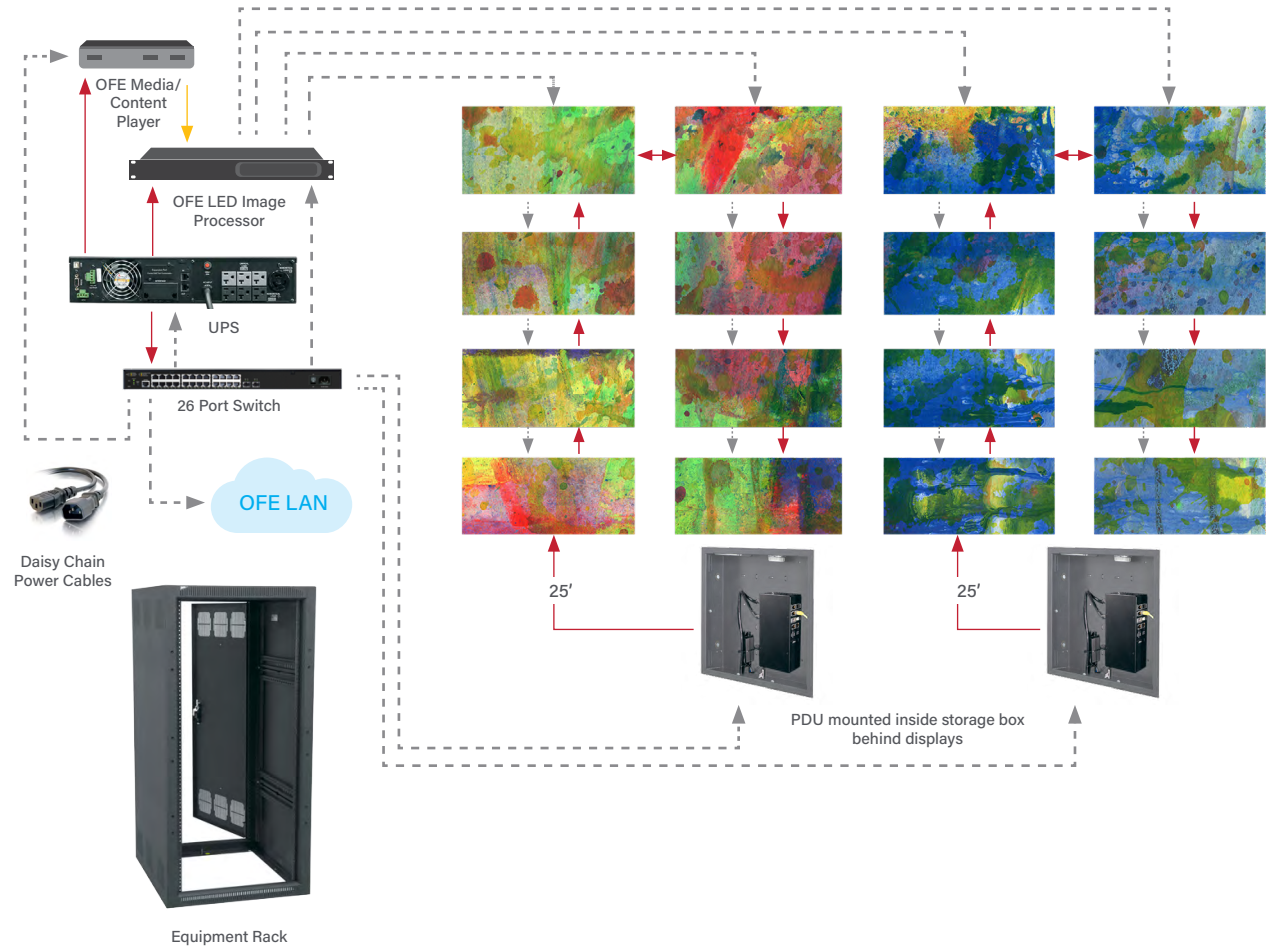 OFE Media/
Content
Player
OFE LED Image
Processor
UPS
26 Port Switch
OFE LAN
Daisy Chain
Power Cables
25′
25′
PDU mounted inside storage box
behind displays
Equipment Rack